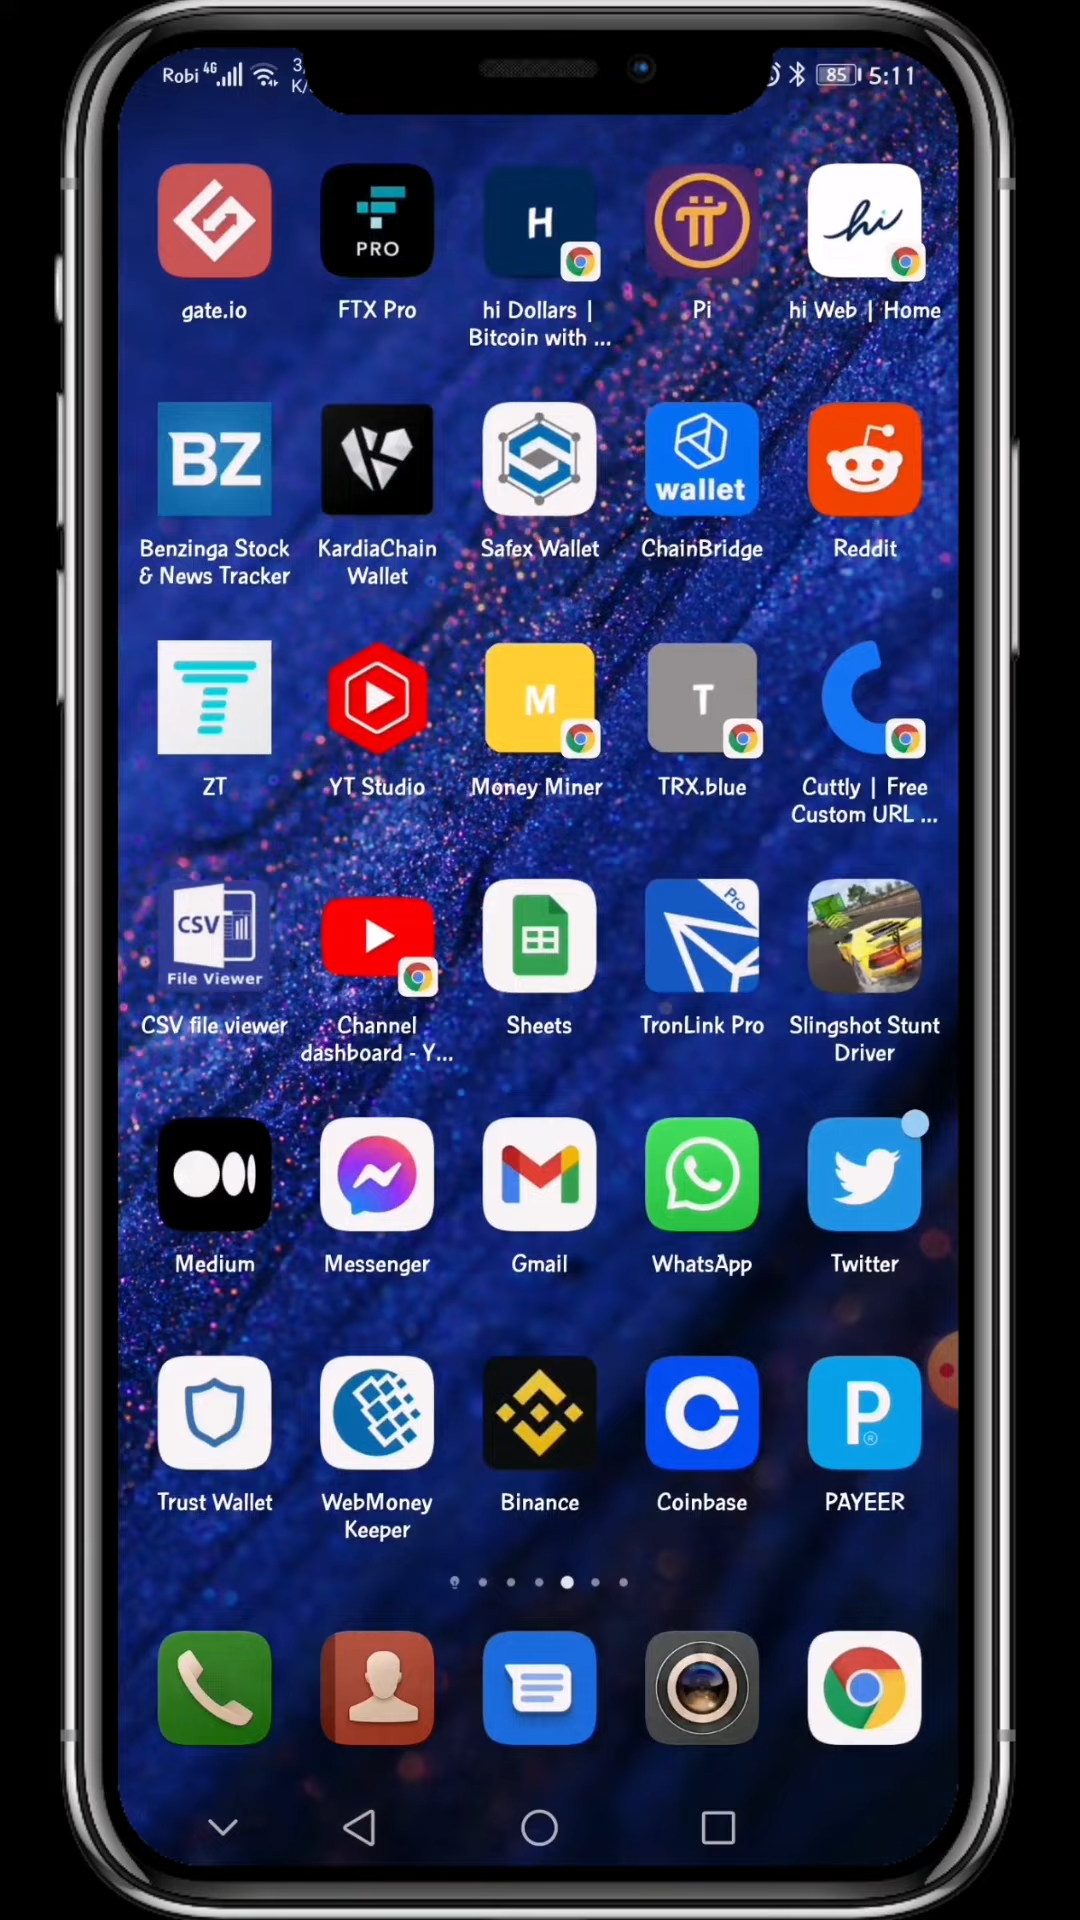 Robi 4G 3, 85 5:11
K/
PRO H hi
gate.io FTX Pro hi Dollars | Pi hi Web | Home
Bitcoin with ...
BZ wallet
Benzinga Stock KardiaChain Safex Wallet ChainBridge Reddit
& News Tracker Wallet
M T
ZT YT Studio Money Miner TRX.blue Cuttly | Free
Custom URL ...
CSV Pro
File Viewer
CSV file viewer Channel Sheets TronLink Pro Slingshot Stunt
dashboard - Y... Driver
Medium Messenger Gmail WhatsApp Twitter
P ®
Trust Wallet WebMoney Binance Coinbase PAYEER
Keeper